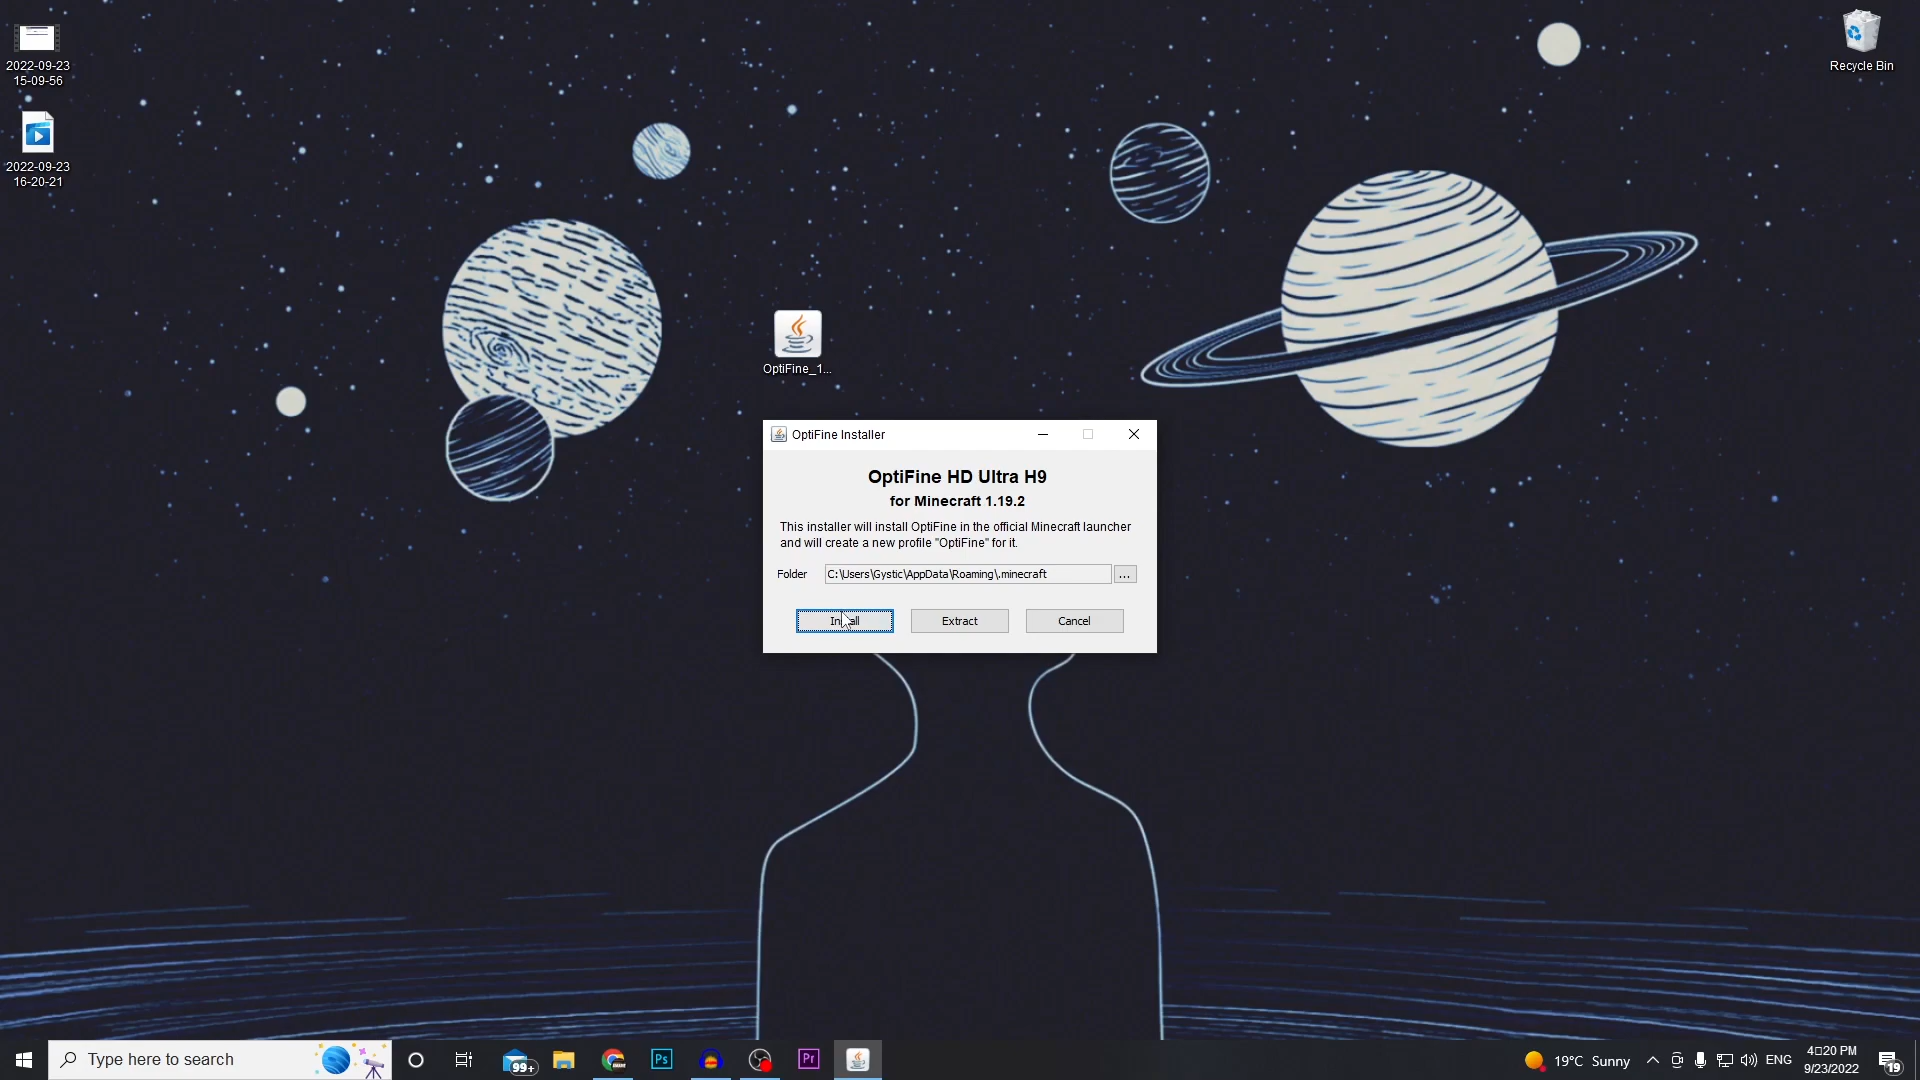 2022-09-23
15-09-56
2022-09-23
16-20-21
Recycle Bin
OptiFine_1...
OptiFine Installer
OptiFine HD Ultra H9
for Minecraft 1.19.2
This installer will install OptiFine in the official Minecraft launcher
and will create a new profile "OptiFine" for it.
Folder
C:\Users\Gystic\AppData\Roaming\.minecraft
...
Install
Extract
Cancel
Type here to search
99+
Ps
Pr
19°C Sunny
ENG
4□20 PM
9/23/2022
19